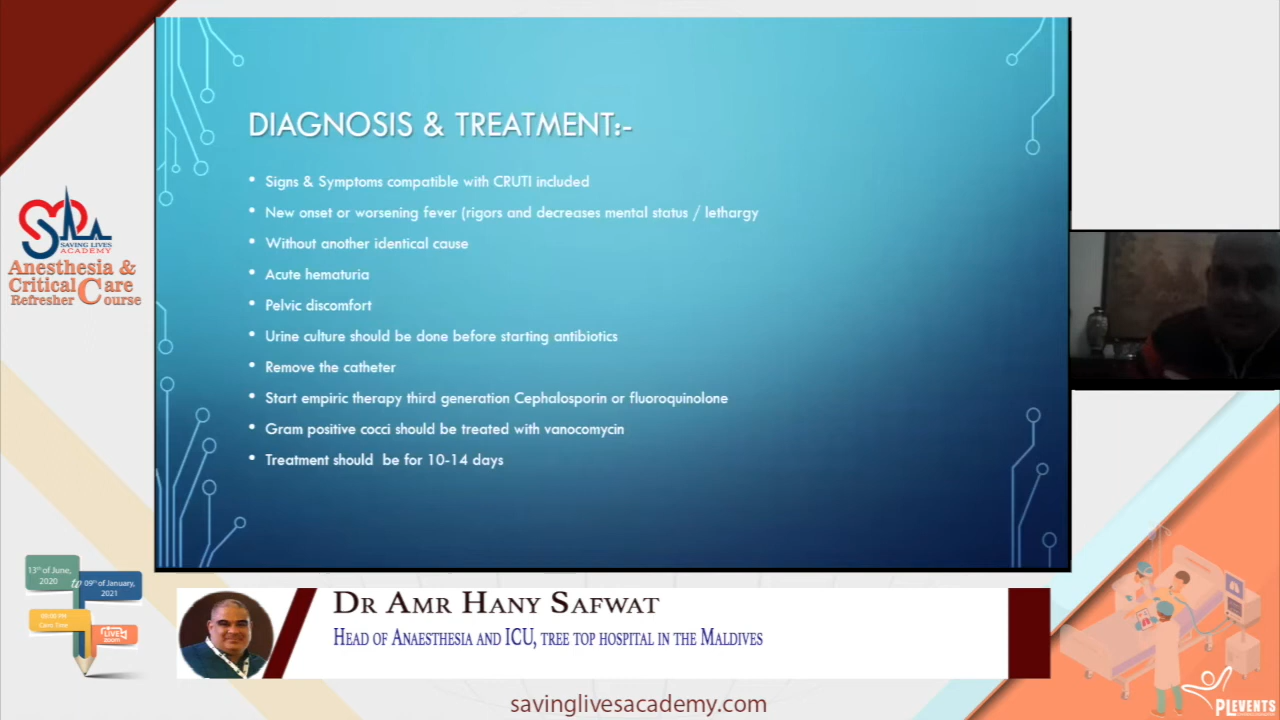 DIAGNOSIS & TREATMENT:-
• Signs & Symptoms compatible with CRUTI included
• New onset or worsening fever (rigors and decreases mental status / lethargy
• Without another identical cause
• Acute hematuria
• Pelvic discomfort
• Urine culture should be done before starting antibiotics
• Remove the catheter
• Start empiric therapy third generation Cephalosporin or fluoroquinolone
• Gram positive cocci should be treated with vanocomycin
• Treatment should be for 10-14 days
SAVING LIVES
ACADEMY
Anesthesia &
Critical Care
Refresher Course
13th of June,
2020
to
09th of January,
2021
Cairo Time
LIVE
zoom
DR AMR HANY SAFWAT
HEAD OF ANAESTHESIA AND ICU, TREE TOP HOSPITAL IN THE MALDIVES
savinglivesacademy.com
PLEVENTS